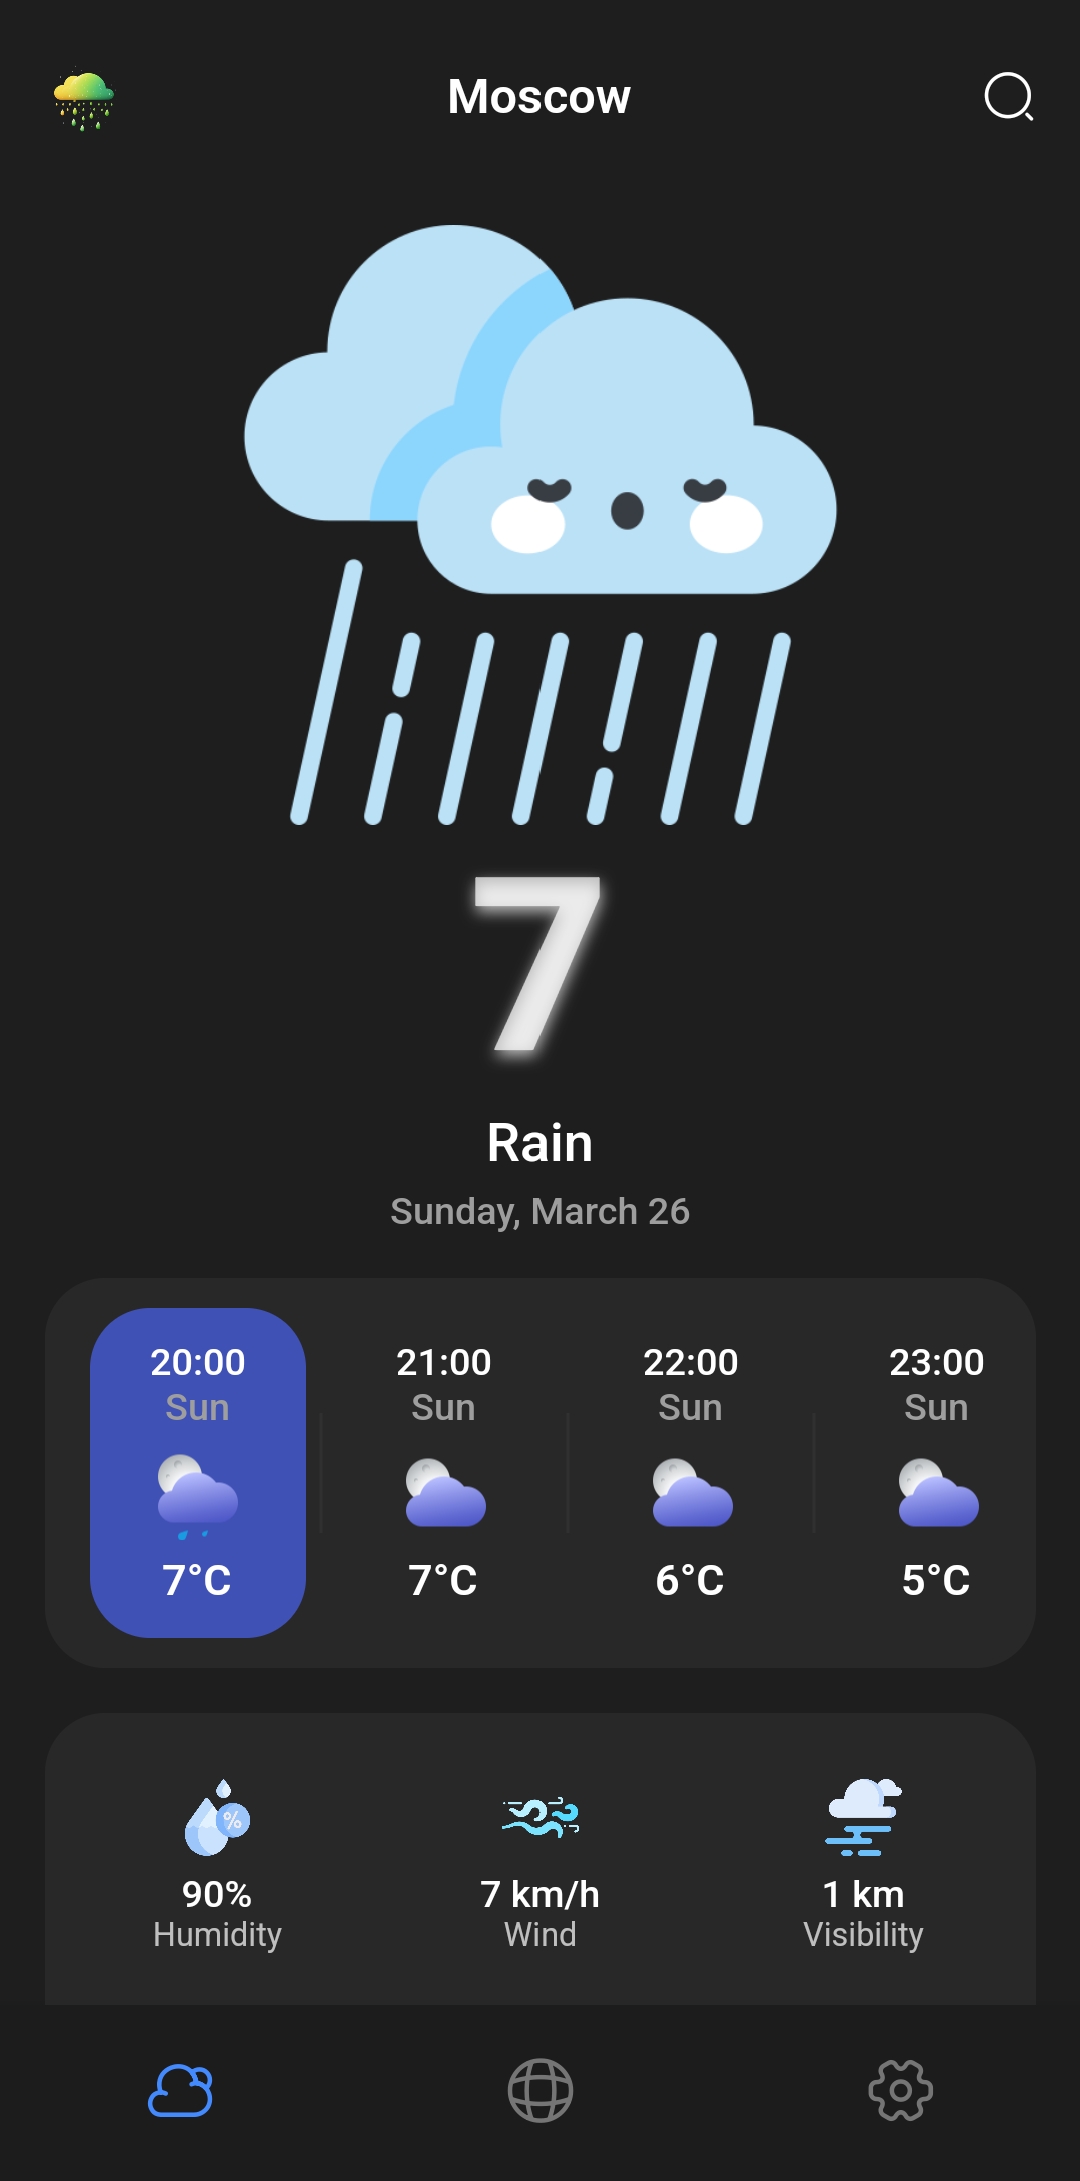 Moscow
7
Rain
Sunday, March 26
20:00 21:00 22:00 23:00
Sun Sun Sun Sun
7°C 7°C 6°C 5°C
%
90% 7 km/h 1 km
Humidity Wind Visibility